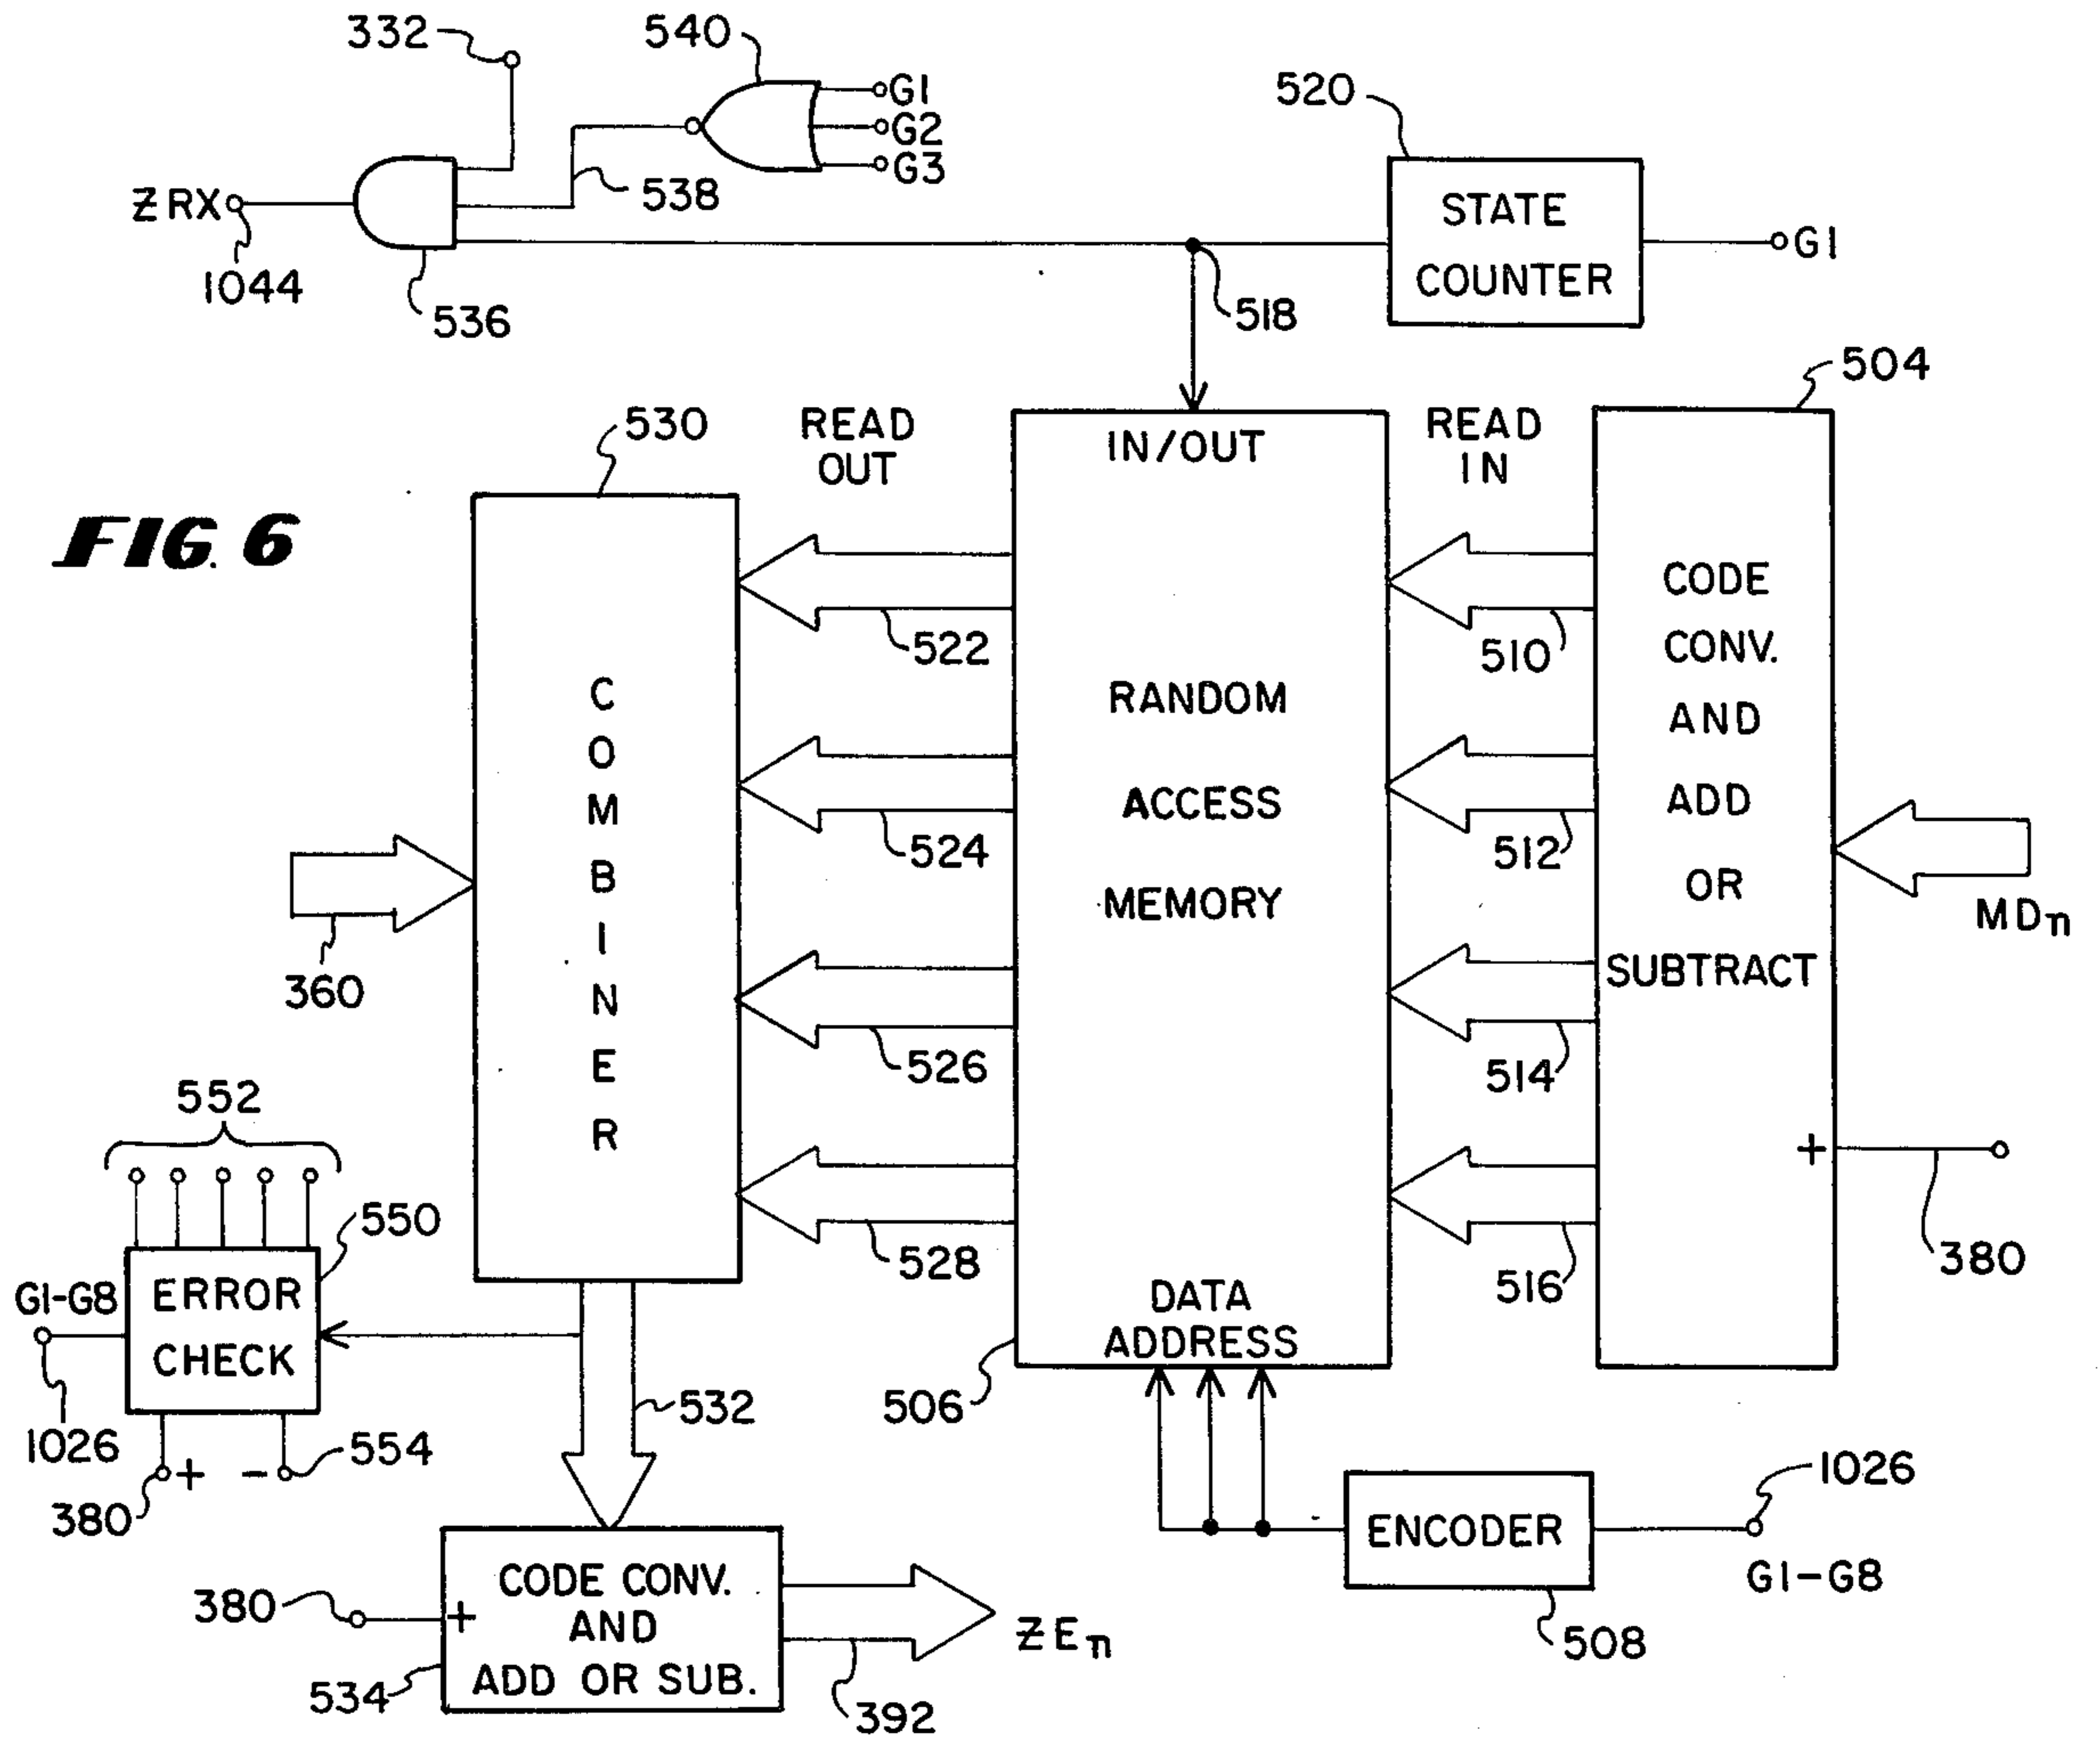 332
540
G1
G2
G3
520
538
ƵRX
1044
536
STATE
COUNTER
G1
518
504
530
READ
OUT
IN/OUT
READ
IN
FIG. 6
CODE
CONV.
AND
ADD
OR
SUBTRACT
522
510
COMBINER
RANDOM
ACCESS
MEMORY
524
512
MDn
360
526
514
552
+
380
550
528
516
G1-G8
ERROR
CHECK
DATA
ADDRESS
532
506
1026
380
+
-
554
1026
ENCODER
G1-G8
508
380
+
CODE CONV.
AND
ADD OR SUB.
534
ƵEn
392